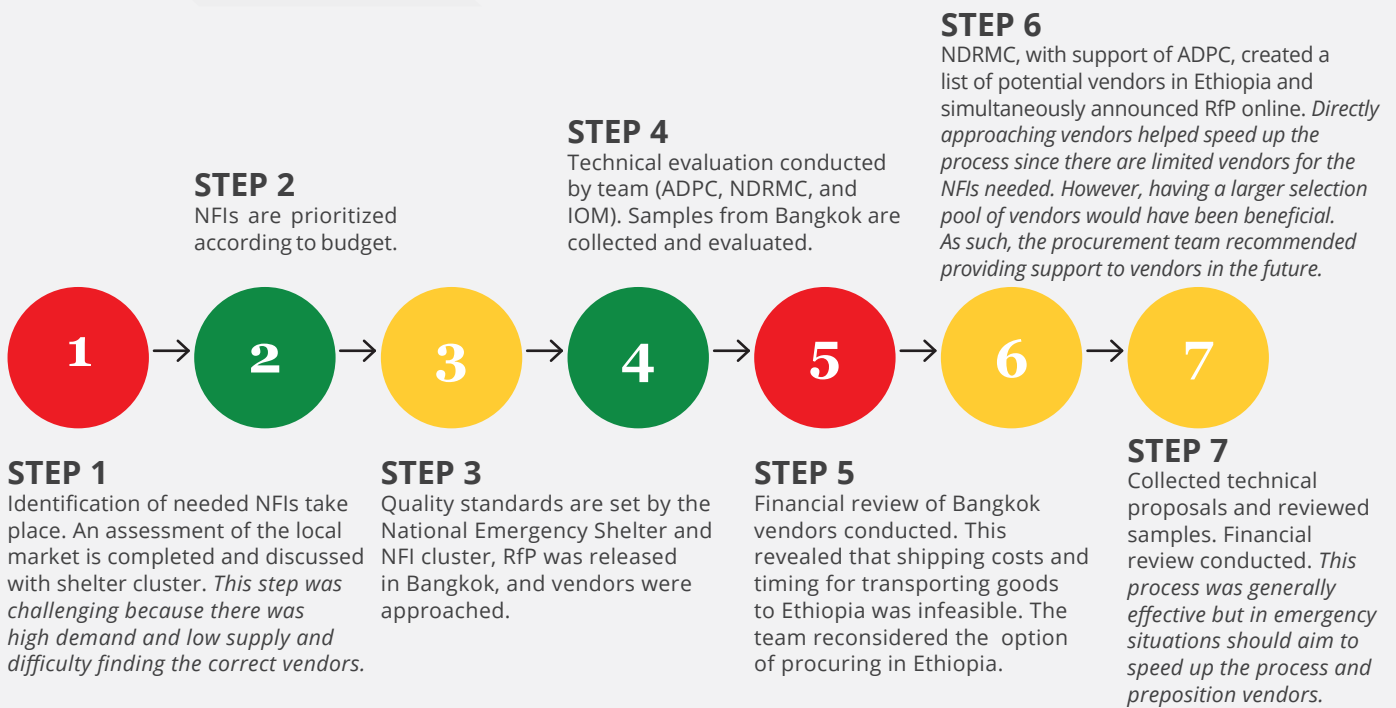 STEP 1
Identification of needed NFIs take
place. An assessment of the local
market is completed and discussed
with shelter cluster. This step was
challenging because there was
high demand and low supply and
difficulty finding the correct vendors.
STEP 2
NFIs are prioritized
according to budget.
STEP 3
Quality standards are set by the
National Emergency Shelter and
NFI cluster, RfP was released
in Bangkok, and vendors were
approached.
STEP 4
Technical evaluation conducted
by team (ADPC, NDRMC, and
IOM). Samples from Bangkok are
collected and evaluated.
STEP 5
Financial review of Bangkok
vendors conducted. This
revealed that shipping costs and
timing for transporting goods
to Ethiopia was infeasible. The
team reconsidered the option
of procuring in Ethiopia.
STEP 6
NDRMC, with support of ADPC, created a
list of potential vendors in Ethiopia and
simultaneously announced RfP online. Directly
approaching vendors helped speed up the
process since there are limited vendors for the
NFIs needed. However, having a larger selection
pool of vendors would have been beneficial.
As such, the procurement team recommended
providing support to vendors in the future.
STEP 7
Collected technical
proposals and reviewed
samples. Financial
review conducted. This
process was generally
effective but in emergency
situations should aim to
speed up the process and
preposition vendors.
1
2
3
4
5
6
7